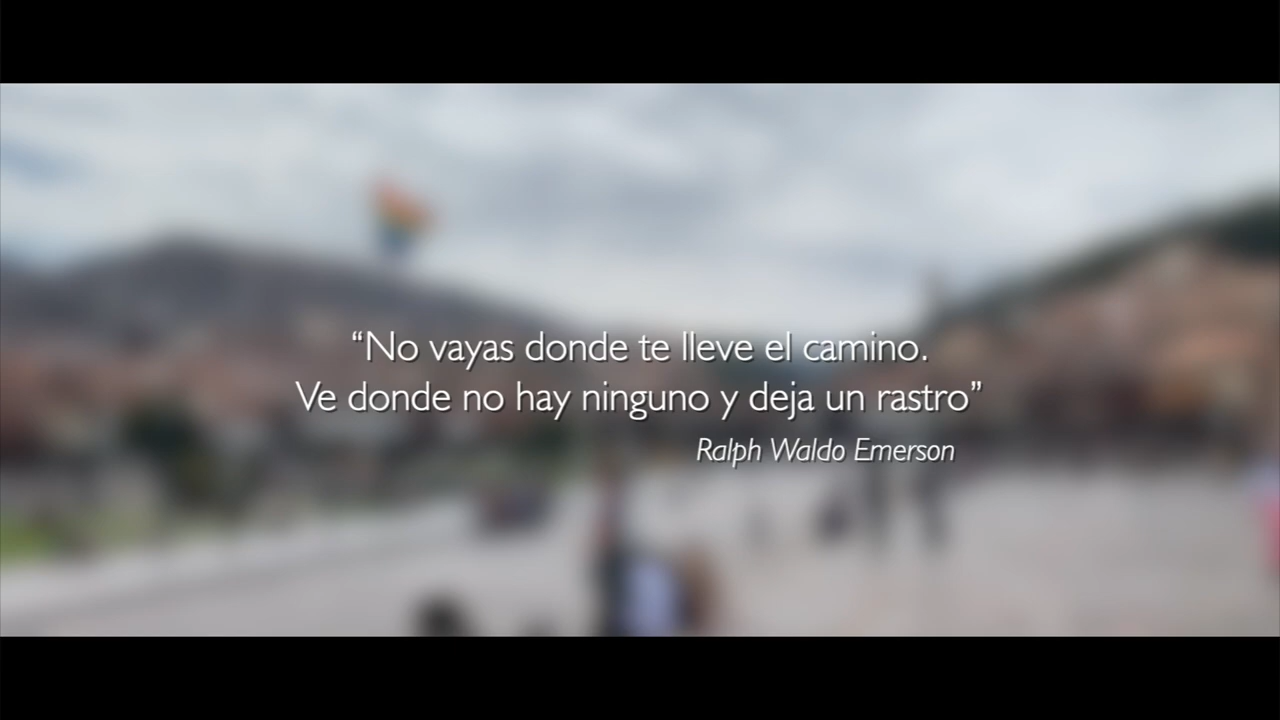 “No vayas donde te lleve el camino.
Ve donde no hay ninguno y deja un rastro”
Ralph Waldo Emerson